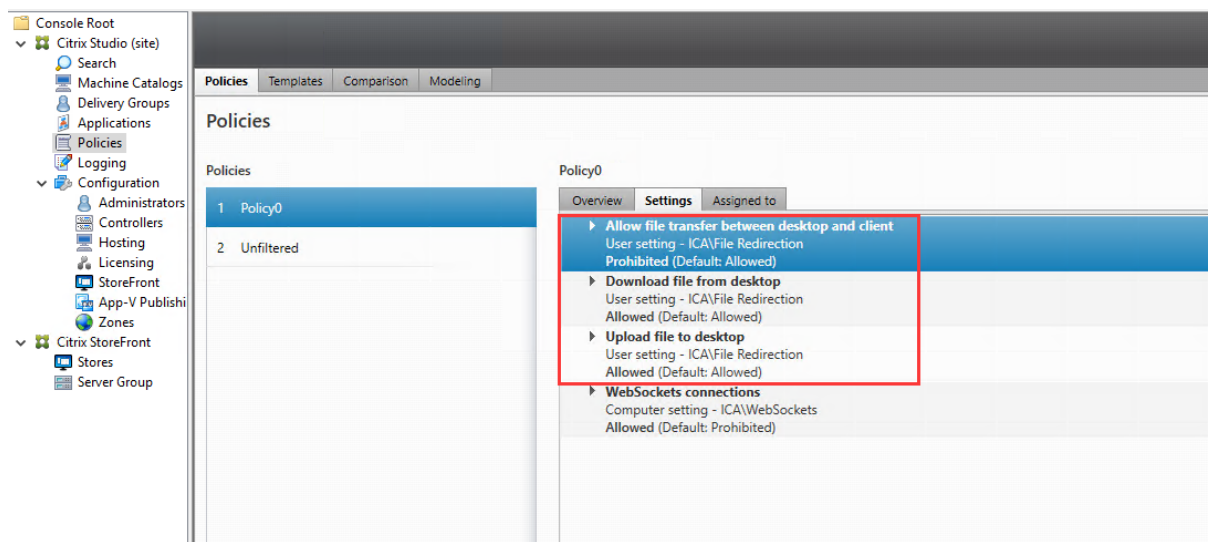 Console Root
Citrix Studio (site)
Search
Machine Catalogs
Delivery Groups
Applications
Policies
Logging
Configuration
Administrators
Controllers
Hosting
Licensing
StoreFront
App-V Publishi
Zones
Citrix StoreFront
Stores
Server Group
Policies Templates Comparison Modeling
Policies
Policies
1 Policy0
2 Unfiltered
Policy0
Overview Settings Assigned to
Allow file transfer between desktop and client
User setting - ICA\File Redirection
Prohibited (Default: Allowed)
Download file from desktop
User setting - ICA\File Redirection
Allowed (Default: Allowed)
Upload file to desktop
User setting - ICA\File Redirection
Allowed (Default: Allowed)
WebSockets connections
Computer setting - ICA\WebSockets
Allowed (Default: Prohibited)